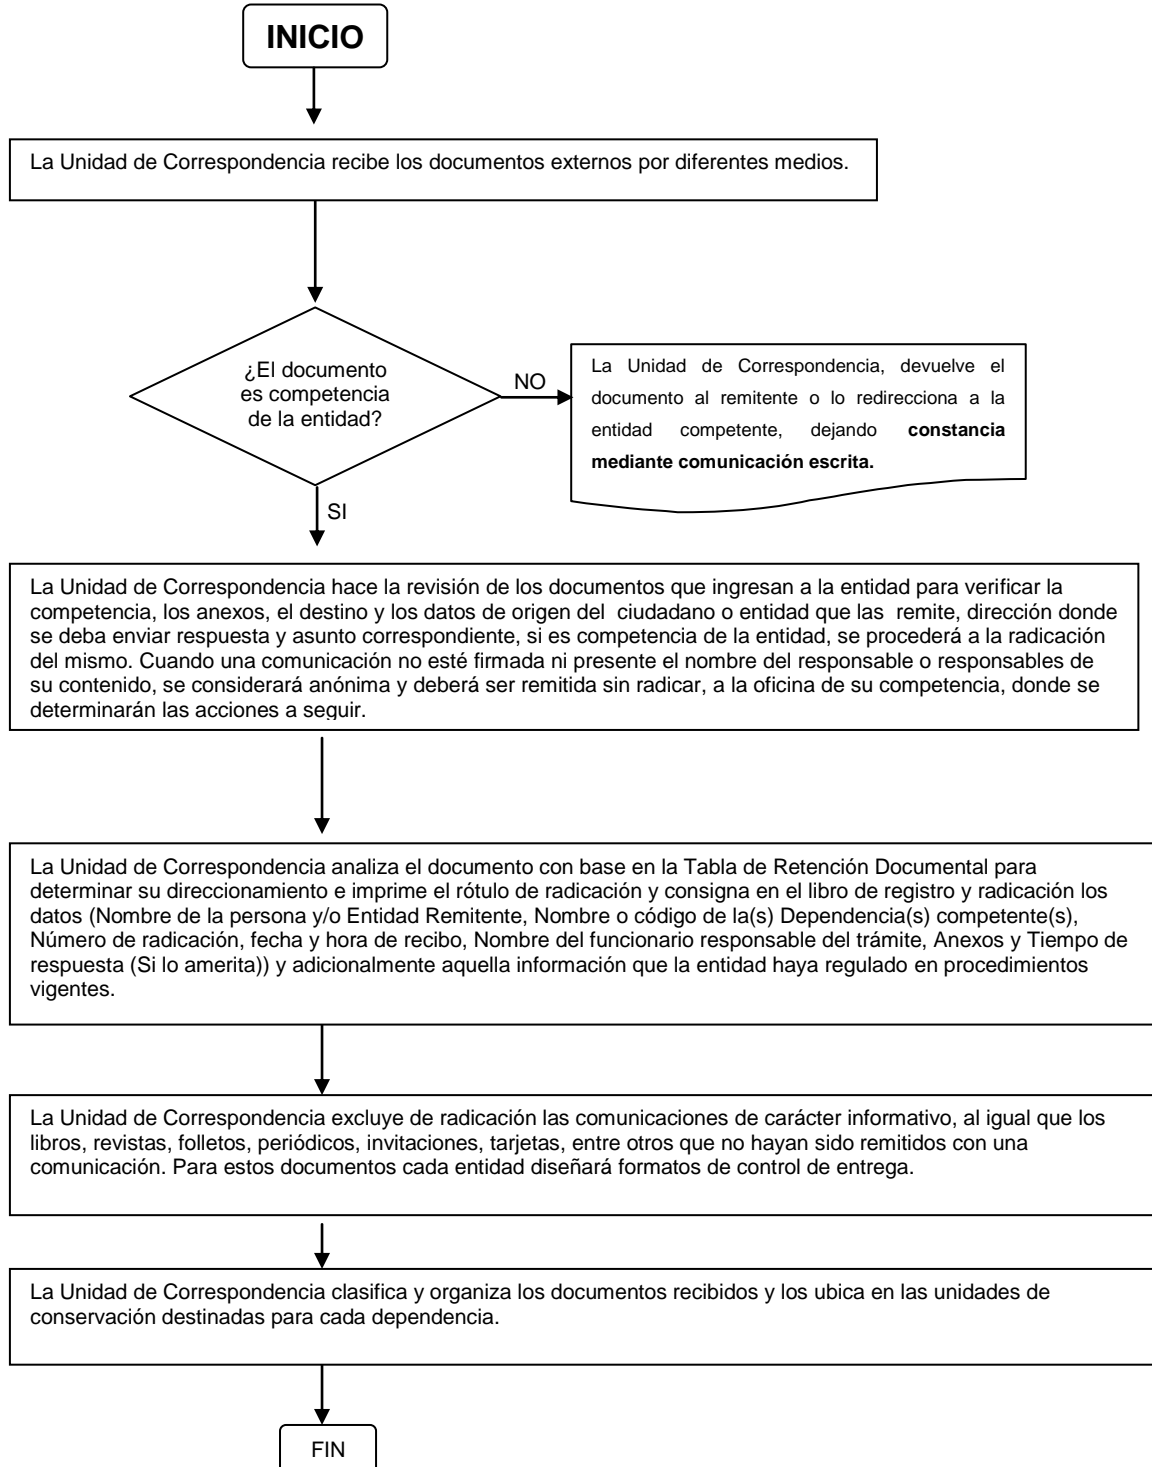 INICIO
La Unidad de Correspondencia recibe los documentos externos por diferentes medios.
¿El documento
es competencia
de la entidad?
NO
La Unidad de Correspondencia, devuelve el
documento al remitente o lo redirecciona a la
entidad competente, dejando constancia
mediante comunicación escrita.
SI
La Unidad de Correspondencia hace la revisión de los documentos que ingresan a la entidad para verificar la
competencia, los anexos, el destino y los datos de origen del ciudadano o entidad que las remite, dirección donde
se deba enviar respuesta y asunto correspondiente, si es competencia de la entidad, se procederá a la radicación
del mismo. Cuando una comunicación no esté firmada ni presente el nombre del responsable o responsables de
su contenido, se considerará anónima y deberá ser remitida sin radicar, a la oficina de su competencia, donde se
determinarán las acciones a seguir.
La Unidad de Correspondencia analiza el documento con base en la Tabla de Retención Documental para
determinar su direccionamiento e imprime el rótulo de radicación y consigna en el libro de registro y radicación los
datos (Nombre de la persona y/o Entidad Remitente, Nombre o código de la(s) Dependencia(s) competente(s),
Número de radicación, fecha y hora de recibo, Nombre del funcionario responsable del trámite, Anexos y Tiempo de
respuesta (Si lo amerita)) y adicionalmente aquella información que la entidad haya regulado en procedimientos
vigentes.
La Unidad de Correspondencia excluye de radicación las comunicaciones de carácter informativo, al igual que los
libros, revistas, folletos, periódicos, invitaciones, tarjetas, entre otros que no hayan sido remitidos con una
comunicación. Para estos documentos cada entidad diseñará formatos de control de entrega.
La Unidad de Correspondencia clasifica y organiza los documentos recibidos y los ubica en las unidades de
conservación destinadas para cada dependencia.
FIN